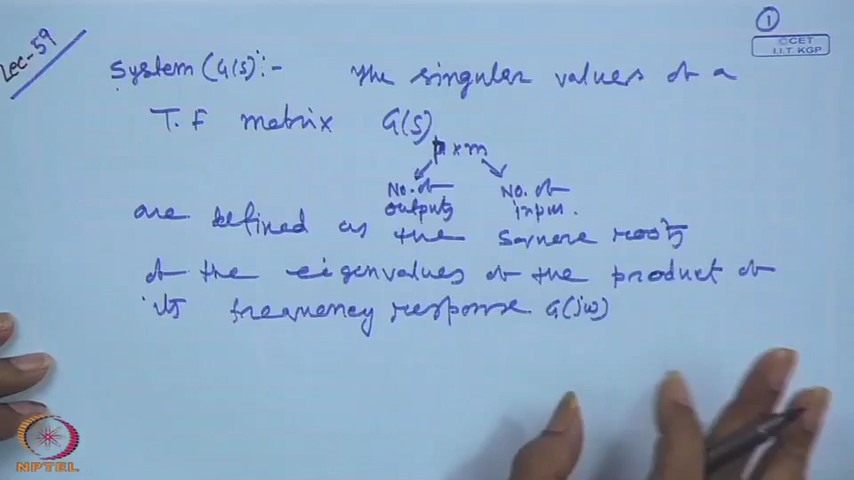 Lec-59
①
©CET
I.I.T. KGP
System (G(s)):- The singular values of a
T.F matrix G(s) p×m
No. of outputs
No. of inputs.
are defined as the square roots
of the eigenvalues of the product of
its frequency response G(jω)
NPTEL